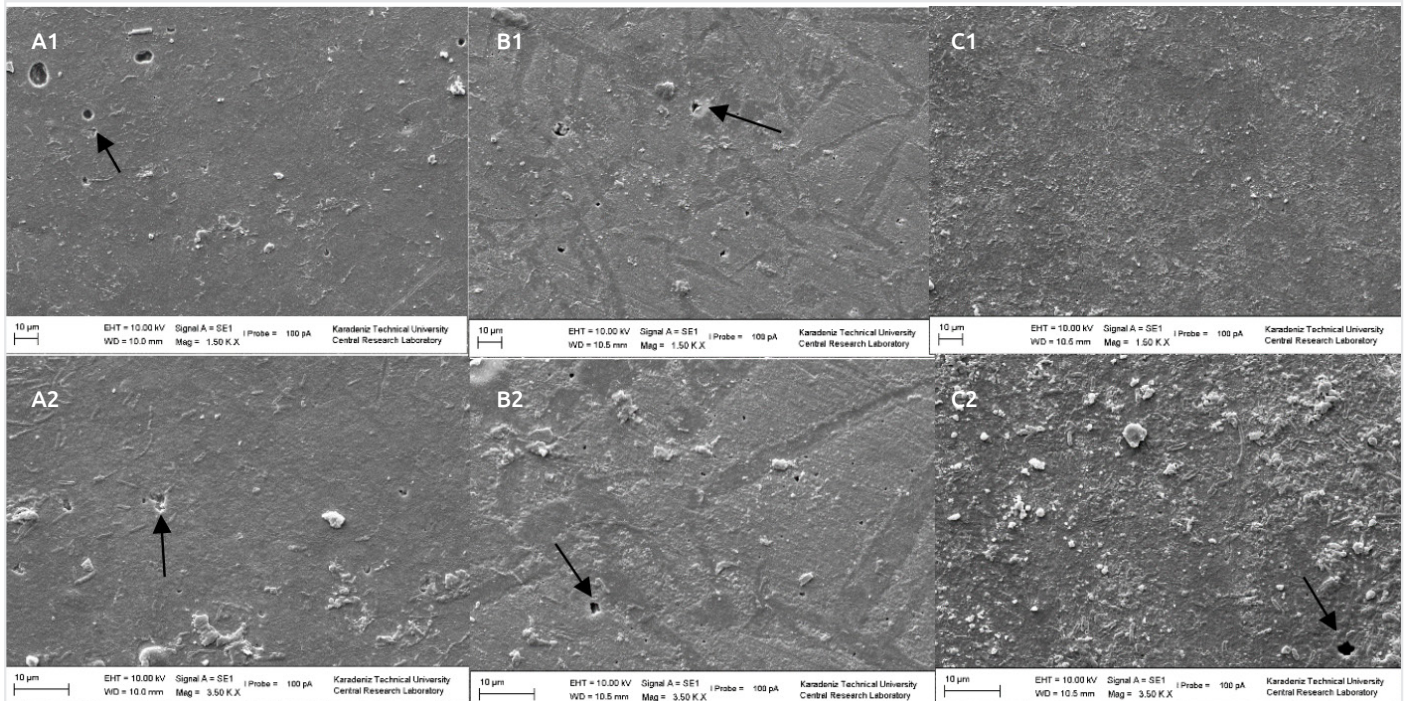 A1
10 µm
EHT = 10.00 kV Signal A = SE1 I Probe = 100 pA Karadeniz Technical University
WD = 10.0 mm Mag = 1.50 K X Central Research Laboratory
B1
10 µm
EHT = 10.00 kV Signal A = SE1 I Probe = 100 pA Karadeniz Technical University
WD = 10.5 mm Mag = 1.50 K X Central Research Laboratory
C1
10 µm
EHT = 10.00 kV Signal A = SE1 I Probe = 100 pA Karadeniz Technical University
WD = 10.5 mm Mag = 1.50 K X Central Research Laboratory
A2
10 µm
EHT = 10.00 kV Signal A = SE1 I Probe = 100 pA Karadeniz Technical University
WD = 10.0 mm Mag = 3.50 K X Central Research Laboratory
B2
10 µm
EHT = 10.00 kV Signal A = SE1 I Probe = 100 pA Karadeniz Technical University
WD = 10.5 mm Mag = 3.50 K X Central Research Laboratory
C2
10 µm
EHT = 10.00 kV Signal A = SE1 I Probe = 100 pA Karadeniz Technical University
WD = 10.5 mm Mag = 3.50 K X Central Research Laboratory